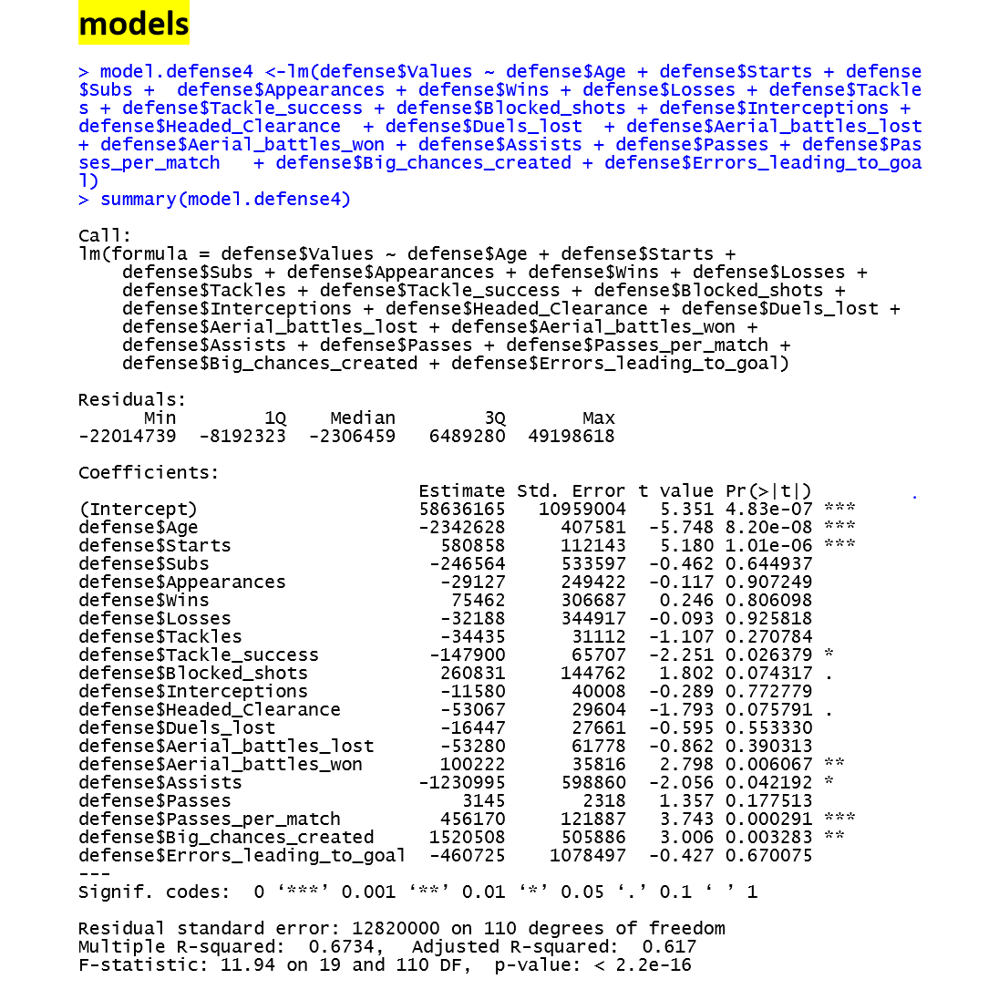 models
> model.defense4 <-lm(defense$Values ~ defense$Age + defense$Starts + defense
$Subs +  defense$Appearances + defense$Wins + defense$Losses + defense$Tackle
s + defense$Tackle_success + defense$Blocked_shots + defense$Interceptions +
defense$Headed_Clearance  + defense$Duels_lost  + defense$Aerial_battles_lost
+ defense$Aerial_battles_won + defense$Assists + defense$Passes + defense$Pas
ses_per_match   + defense$Big_chances_created + defense$Errors_leading_to_goa
l)
> summary(model.defense4)
Call:
lm(formula = defense$Values ~ defense$Age + defense$Starts +
    defense$Subs + defense$Appearances + defense$Wins + defense$Losses +
    defense$Tackles + defense$Tackle_success + defense$Blocked_shots +
    defense$Interceptions + defense$Headed_Clearance + defense$Duels_lost +
    defense$Aerial_battles_lost + defense$Aerial_battles_won +
    defense$Assists + defense$Passes + defense$Passes_per_match +
    defense$Big_chances_created + defense$Errors_leading_to_goal)
Residuals:
      Min        1Q    Median        3Q       Max
-22014739  -8192323  -2306459   6489280  49198618
Coefficients:
                               Estimate Std. Error t value Pr(>|t|)         .
(Intercept)                    58636165   10959004   5.351 4.83e-07 ***
defense$Age                    -2342628     407581  -5.748 8.20e-08 ***
defense$Starts                   580858     112143   5.180 1.01e-06 ***
defense$Subs                    -246564     533597  -0.462 0.644937
defense$Appearances              -29127     249422  -0.117 0.907249
defense$Wins                      75462     306687   0.246 0.806098
defense$Losses                   -32188     344917  -0.093 0.925818
defense$Tackles                  -34435      31112  -1.107 0.270784
defense$Tackle_success          -147900      65707  -2.251 0.026379 *
defense$Blocked_shots            260831     144762   1.802 0.074317 .
defense$Interceptions            -11580      40008  -0.289 0.772779
defense$Headed_Clearance         -53067      29604  -1.793 0.075791 .
defense$Duels_lost               -16447      27661  -0.595 0.553330
defense$Aerial_battles_lost      -53280      61778  -0.862 0.390313
defense$Aerial_battles_won       100222      35816   2.798 0.006067 **
defense$Assists                -1230995     598860  -2.056 0.042192 *
defense$Passes                     3145       2318   1.357 0.177513
defense$Passes_per_match         456170     121887   3.743 0.000291 ***
defense$Big_chances_created     1520508     505886   3.006 0.003283 **
defense$Errors_leading_to_goal  -460725    1078497  -0.427 0.670075
---
Signif. codes:  0 ‘***’ 0.001 ‘**’ 0.01 ‘*’ 0.05 ‘.’ 0.1 ‘ ’ 1
Residual standard error: 12820000 on 110 degrees of freedom
Multiple R-squared:  0.6734,   Adjusted R-squared:  0.617
F-statistic: 11.94 on 19 and 110 DF,  p-value: < 2.2e-16